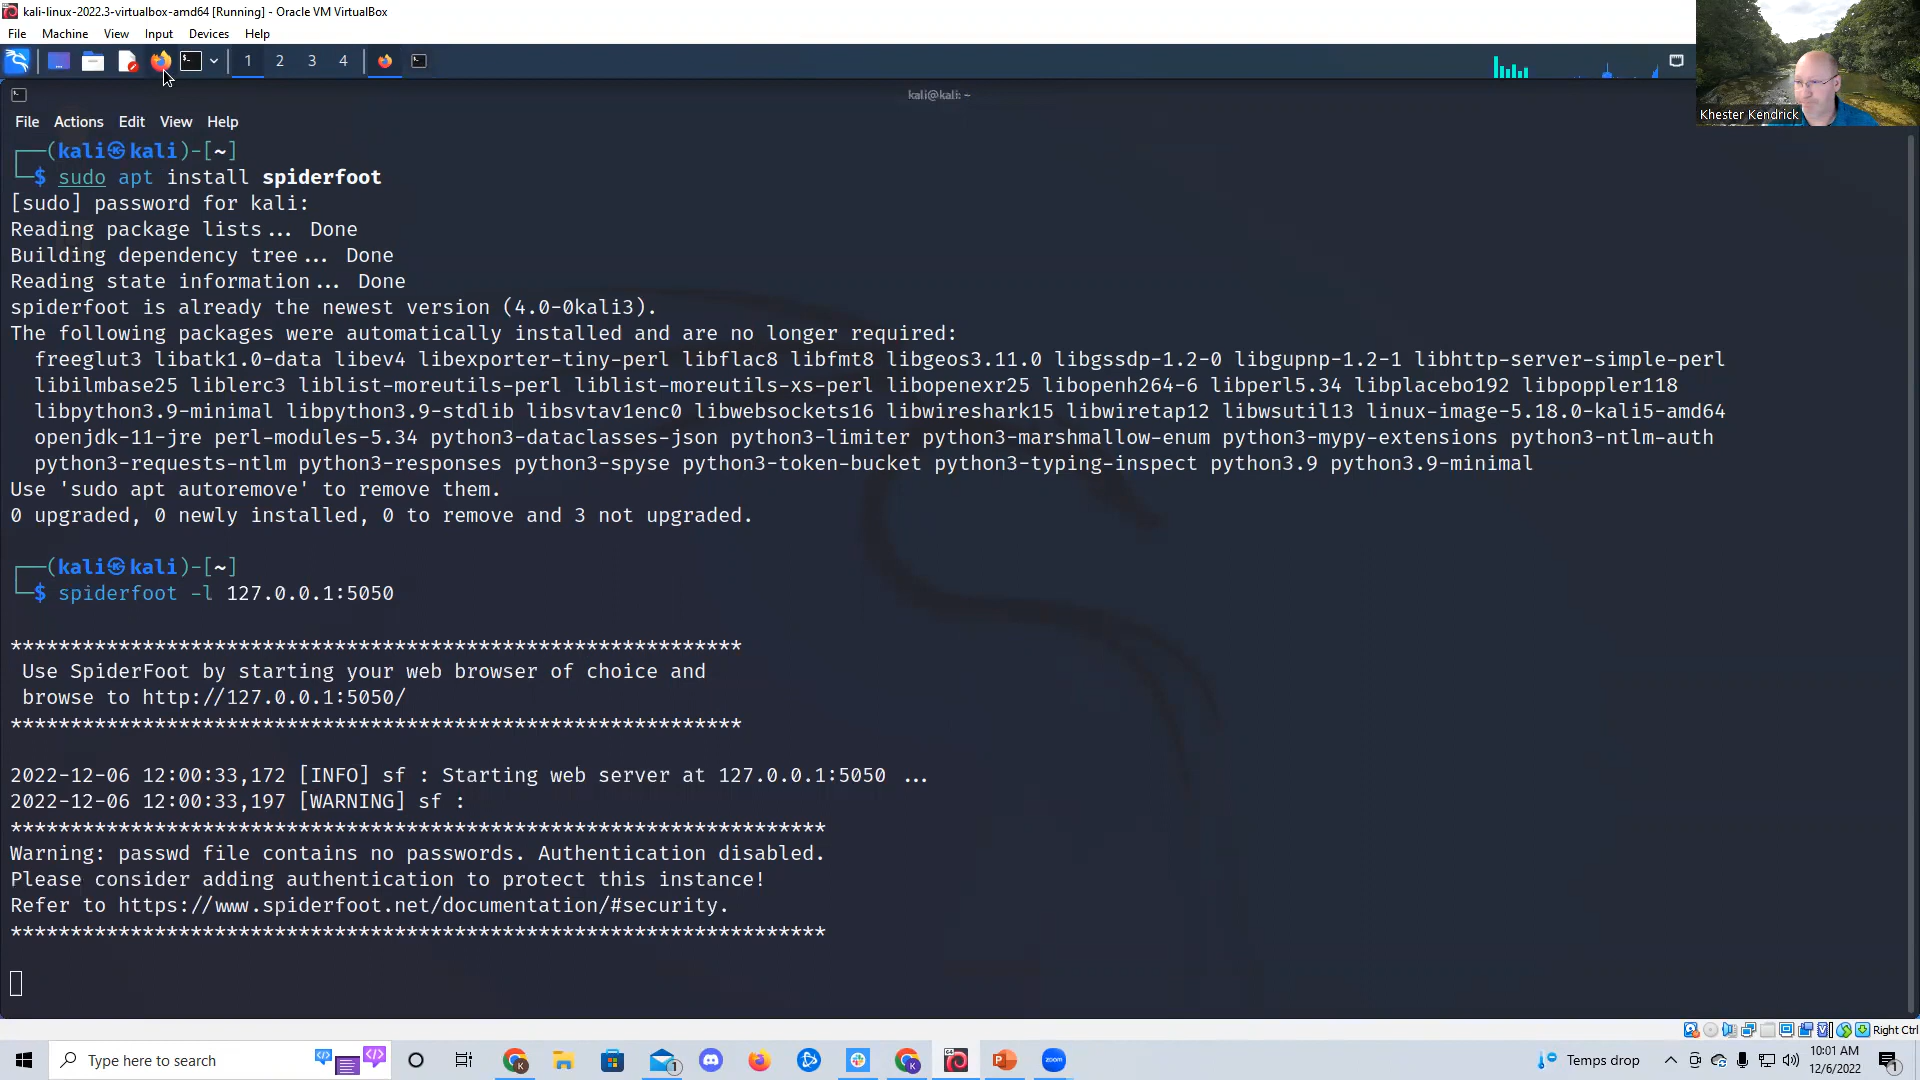 kali-linux-2022.3-virtualbox-amd64 [Running] - Oracle VM VirtualBox
File Machine View Input Devices Help
1 2 3 4
kali@kali: ~
Khester Kendrick
File Actions Edit View Help
┌──(kali㉿kali)-[~]
└─$ sudo apt install spiderfoot
[sudo] password for kali:
Reading package lists... Done
Building dependency tree... Done
Reading state information... Done
spiderfoot is already the newest version (4.0-0kali3).
The following packages were automatically installed and are no longer required:
freeglut3 libatk1.0-data libev4 libexporter-tiny-perl libflac8 libfmt8 libgeos3.11.0 libgssdp-1.2-0 libgupnp-1.2-1 libhttp-server-simple-perl
libilmbase25 liblerc3 liblist-moreutils-perl liblist-moreutils-xs-perl libopenexr25 libopenh264-6 libperl5.34 libplacebo192 libpoppler118
libpython3.9-minimal libpython3.9-stdlib libsvtav1enc0 libwebsockets16 libwireshark15 libwiretap12 libwsutil13 linux-image-5.18.0-kali5-amd64
openjdk-11-jre perl-modules-5.34 python3-dataclasses-json python3-limiter python3-marshmallow-enum python3-mypy-extensions python3-ntlm-auth
python3-requests-ntlm python3-responses python3-spyse python3-token-bucket python3-typing-inspect python3.9 python3.9-minimal
Use 'sudo apt autoremove' to remove them.
0 upgraded, 0 newly installed, 0 to remove and 3 not upgraded.
┌──(kali㉿kali)-[~]
└─$ spiderfoot -l 127.0.0.1:5050
*************************************************************
Use SpiderFoot by starting your web browser of choice and
browse to http://127.0.0.1:5050/
*************************************************************
2022-12-06 12:00:33,172 [INFO] sf : Starting web server at 127.0.0.1:5050 ...
2022-12-06 12:00:33,197 [WARNING] sf :
********************************************************************
Warning: passwd file contains no passwords. Authentication disabled.
Please consider adding authentication to protect this instance!
Refer to https://www.spiderfoot.net/documentation/#security.
********************************************************************
Right Ctrl
Type here to search
Temps drop
10:01 AM
12/6/2022